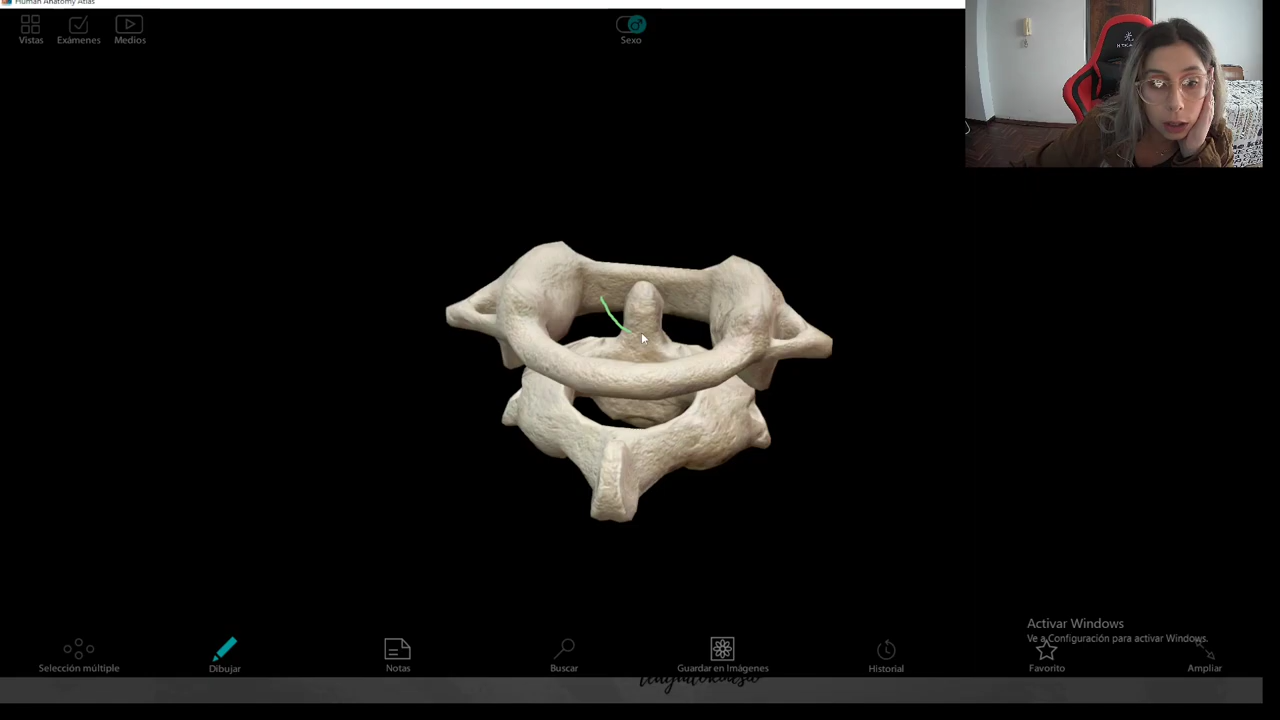 Human Anatomy Atlas
Vistas
Exámenes
Medios
Sexo
Activar Windows
Ve a Configuración para activar Windows.
Selección múltiple
Dibujar
Notas
Buscar
Guardar en Imágenes
Historial
Favorito
Ampliar